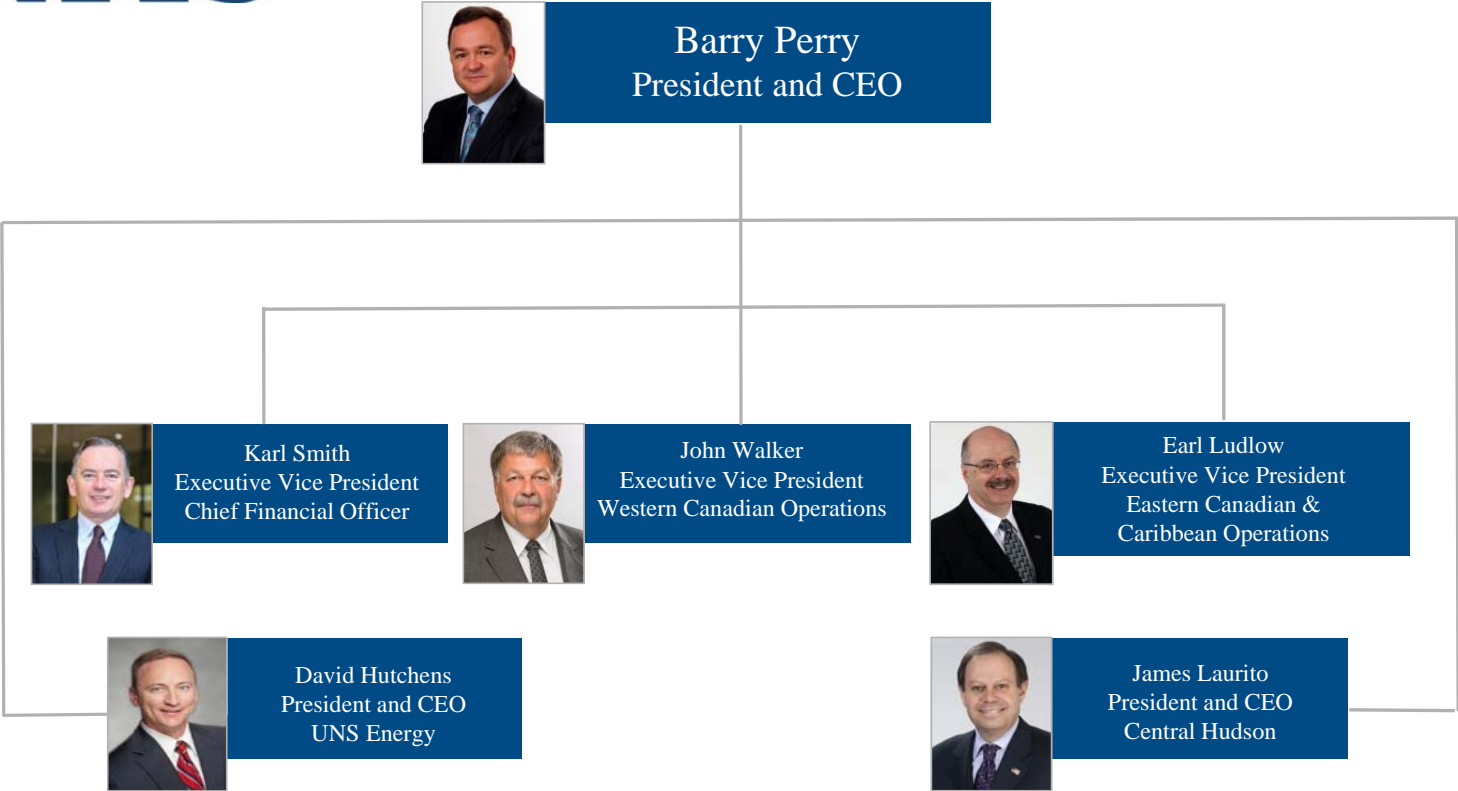 Barry Perry
President and CEO
Karl Smith
Executive Vice President
Chief Financial Officer
John Walker
Executive Vice President
Western Canadian Operations
Earl Ludlow
Executive Vice President
Eastern Canadian &
Caribbean Operations
David Hutchens
President and CEO
UNS Energy
James Laurito
President and CEO
Central Hudson